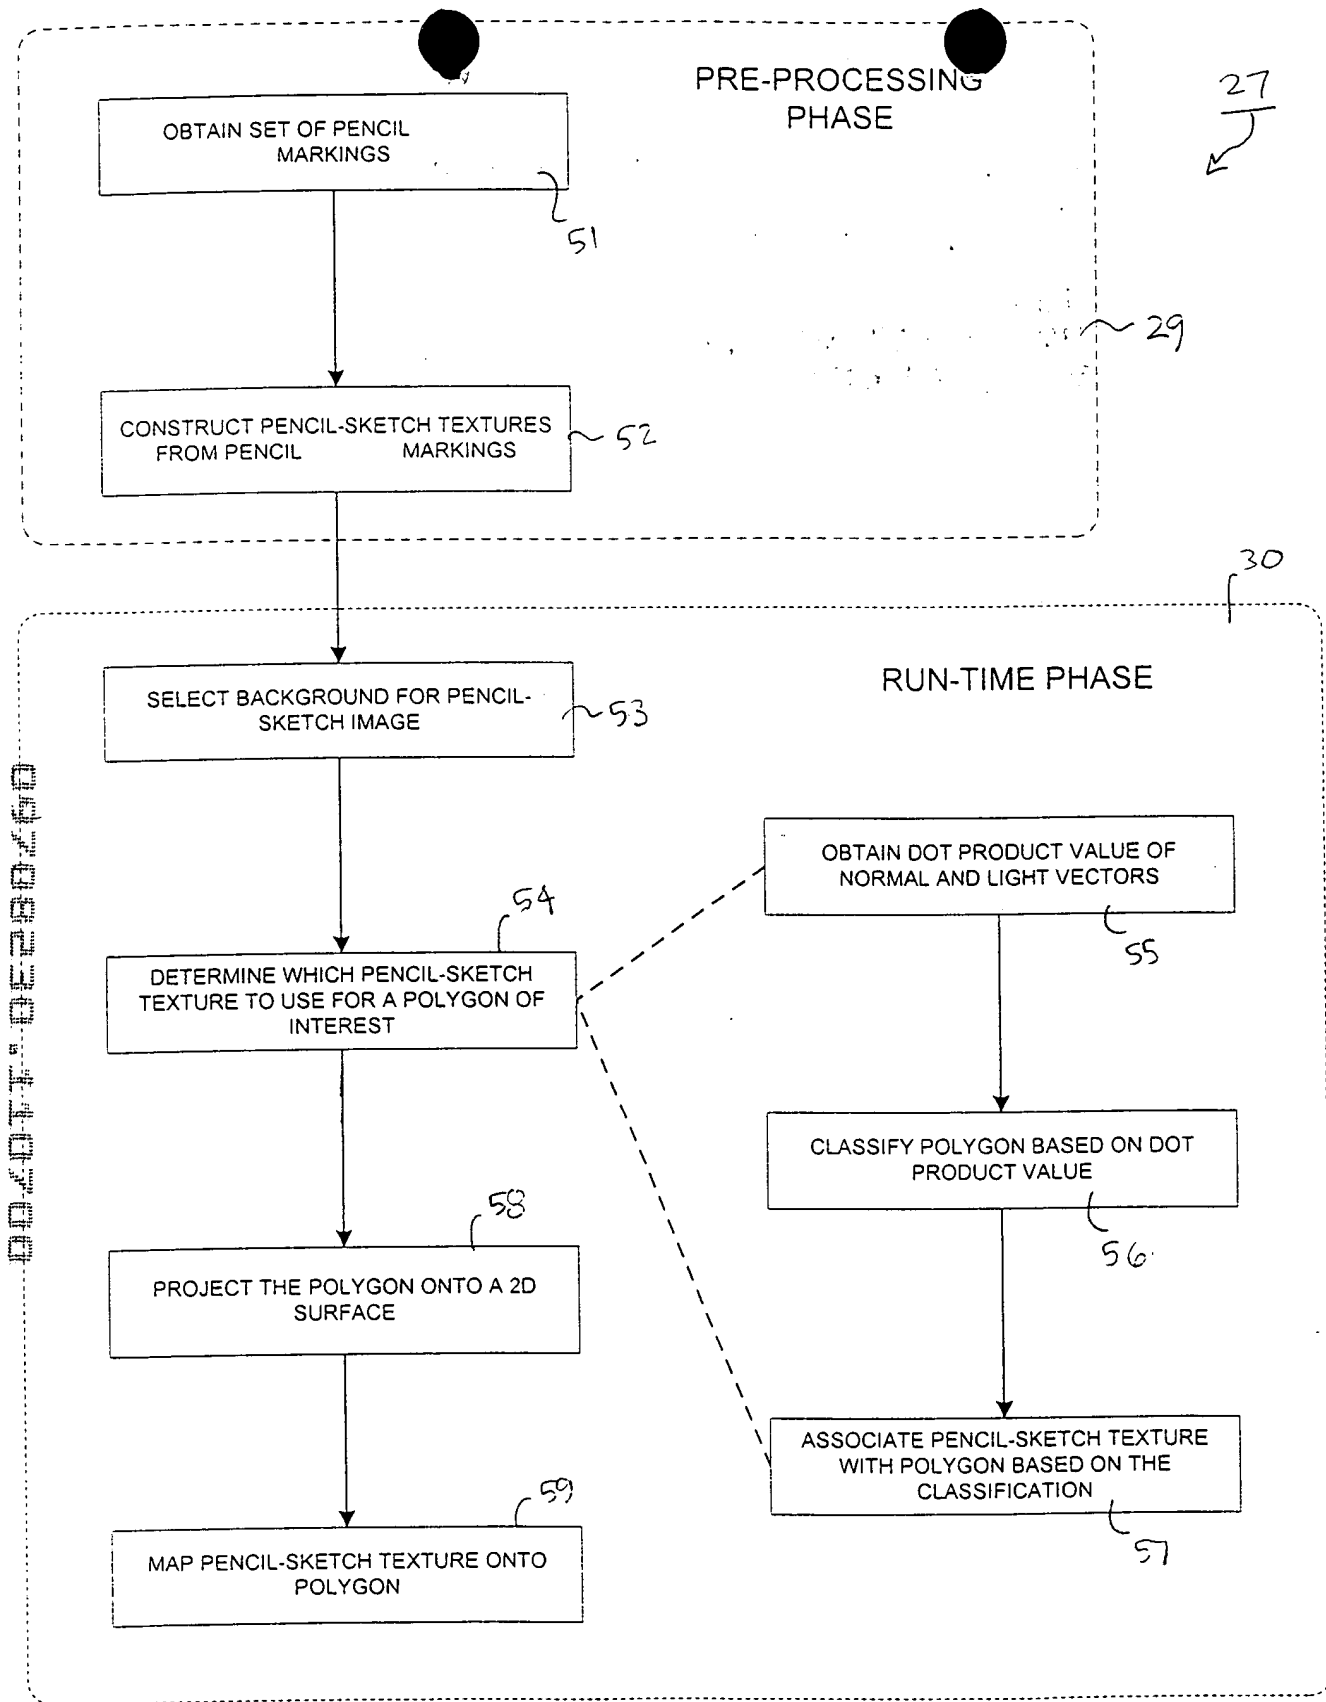 PRE-PROCESSING
PHASE
27
OBTAIN SET OF PENCIL
MARKINGS
51
29
CONSTRUCT PENCIL-SKETCH TEXTURES
FROM PENCIL MARKINGS
52
30
RUN-TIME PHASE
SELECT BACKGROUND FOR PENCIL-
SKETCH IMAGE
53
54
DETERMINE WHICH PENCIL-SKETCH
TEXTURE TO USE FOR A POLYGON OF
INTEREST
OBTAIN DOT PRODUCT VALUE OF
NORMAL AND LIGHT VECTORS
55
CLASSIFY POLYGON BASED ON DOT
PRODUCT VALUE
56
58
PROJECT THE POLYGON ONTO A 2D
SURFACE
ASSOCIATE PENCIL-SKETCH TEXTURE
WITH POLYGON BASED ON THE
CLASSIFICATION
57
59
MAP PENCIL-SKETCH TEXTURE ONTO
POLYGON
09708230.110700